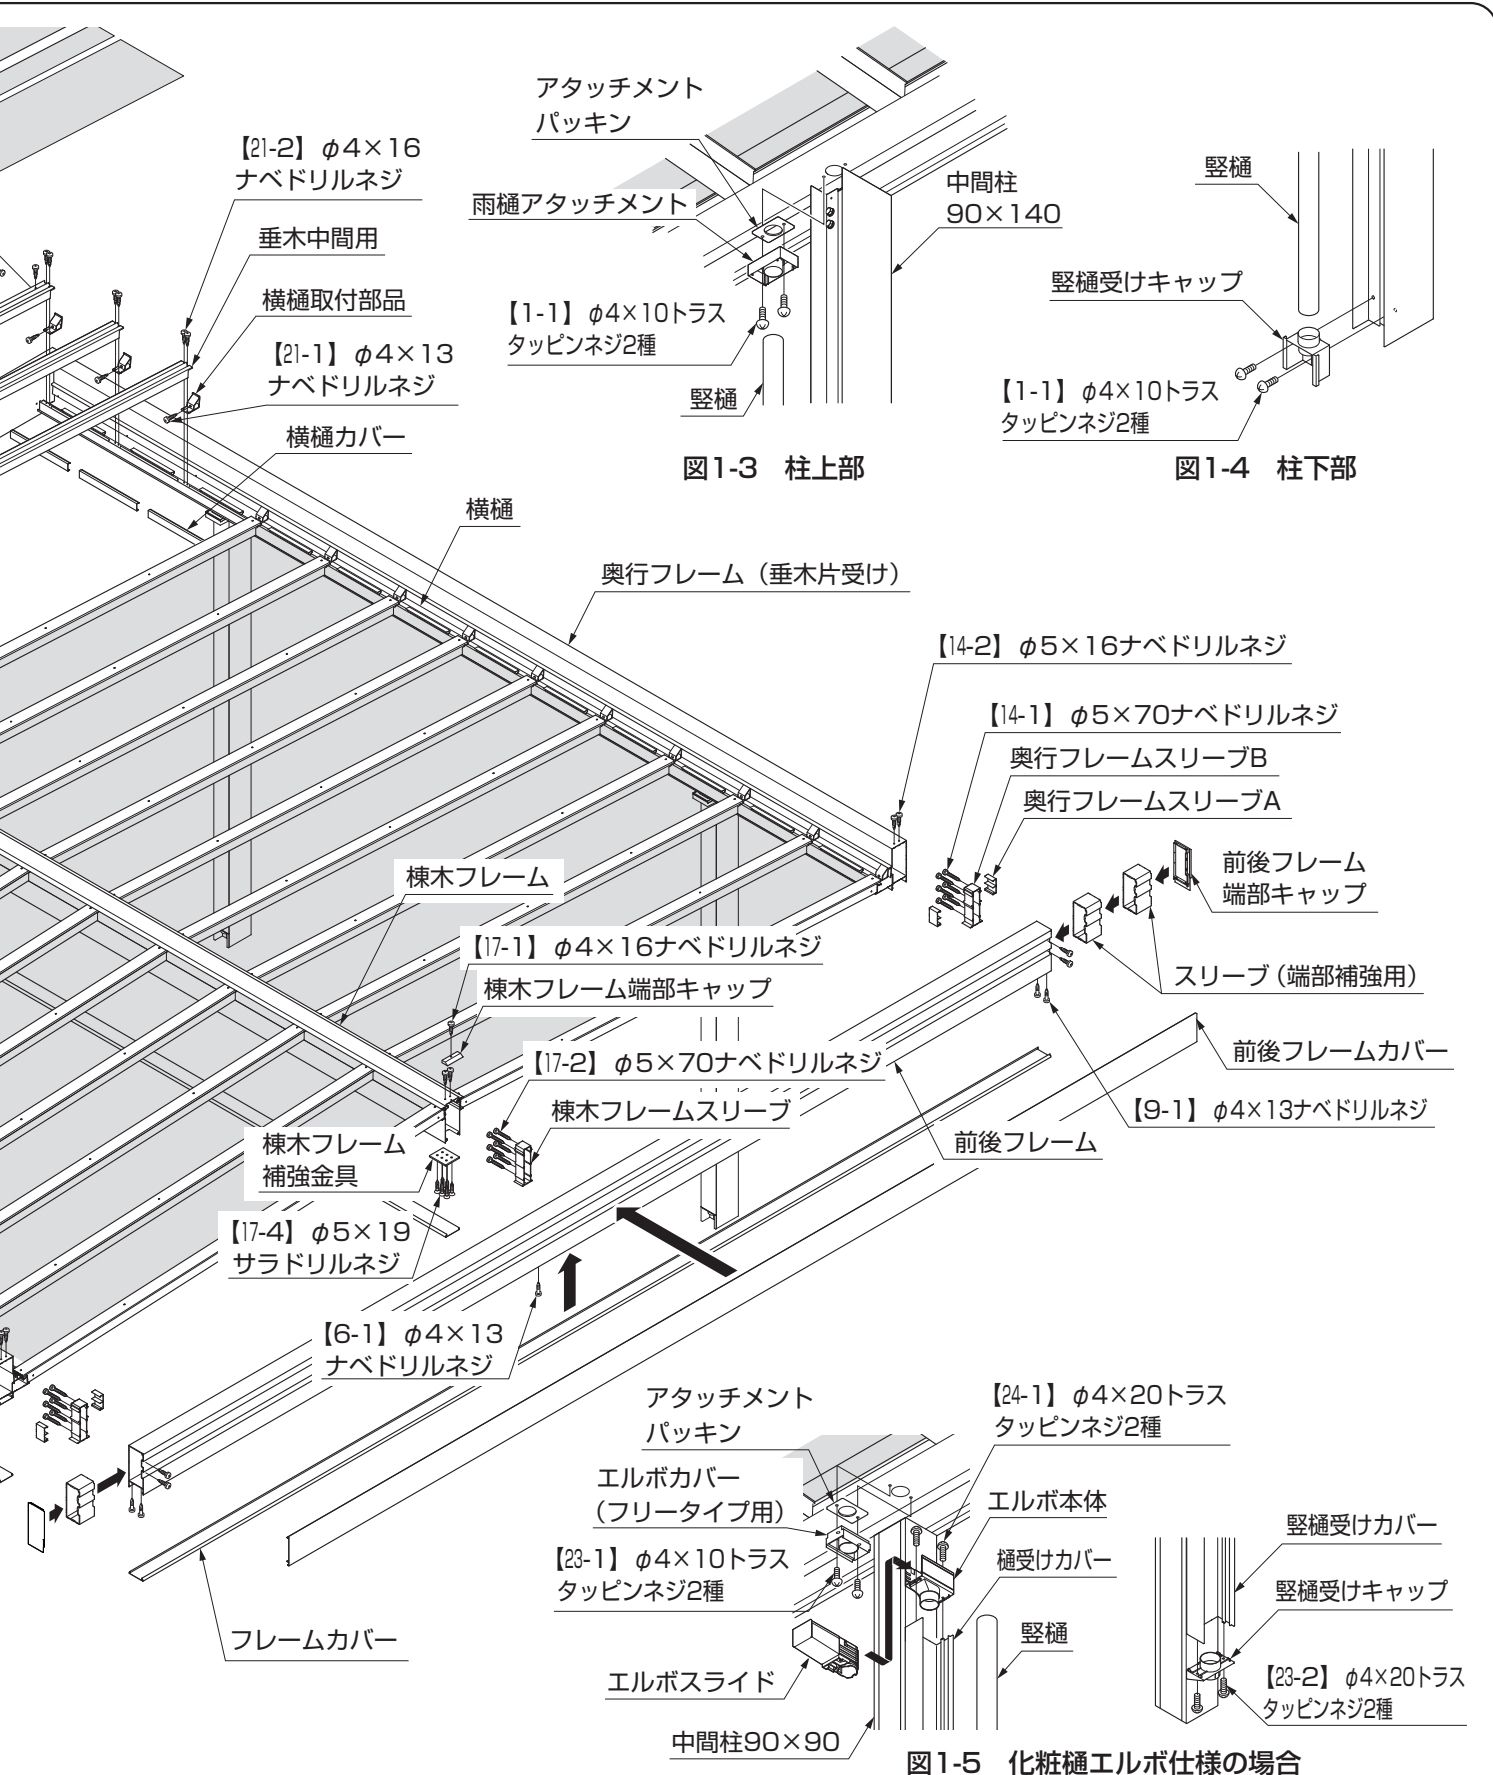 アタッチメント
パッキン
雨樋アタッチメント
【1-1】φ4×10トラス
タッピンネジ2種
竪樋
中間柱
90×140
図1-3 柱上部
竪樋
竪樋受けキャップ
【1-1】φ4×10トラス
タッピンネジ2種
図1-4 柱下部
【21-2】φ4×16
ナベドリルネジ
垂木中間用
横樋取付部品
【21-1】φ4×13
ナベドリルネジ
横樋カバー
横樋
奥行フレーム（垂木片受け）
【14-2】φ5×16ナベドリルネジ
【14-1】φ5×70ナベドリルネジ
奥行フレームスリーブB
奥行フレームスリーブA
前後フレーム
端部キャップ
スリーブ（端部補強用）
前後フレームカバー
【9-1】φ4×13ナベドリルネジ
前後フレーム
棟木フレーム
【17-1】φ4×16ナベドリルネジ
棟木フレーム端部キャップ
【17-2】φ5×70ナベドリルネジ
棟木フレームスリーブ
棟木フレーム
補強金具
【17-4】φ5×19
サラドリルネジ
【6-1】φ4×13
ナベドリルネジ
フレームカバー
アタッチメント
パッキン
エルボカバー
（フリータイプ用）
【23-1】φ4×10トラス
タッピンネジ2種
エルボスライド
中間柱90×90
【24-1】φ4×20トラス
タッピンネジ2種
エルボ本体
樋受けカバー
竪樋
竪樋受けカバー
竪樋受けキャップ
【23-2】φ4×20トラス
タッピンネジ2種
図1-5 化粧樋エルボ仕様の場合